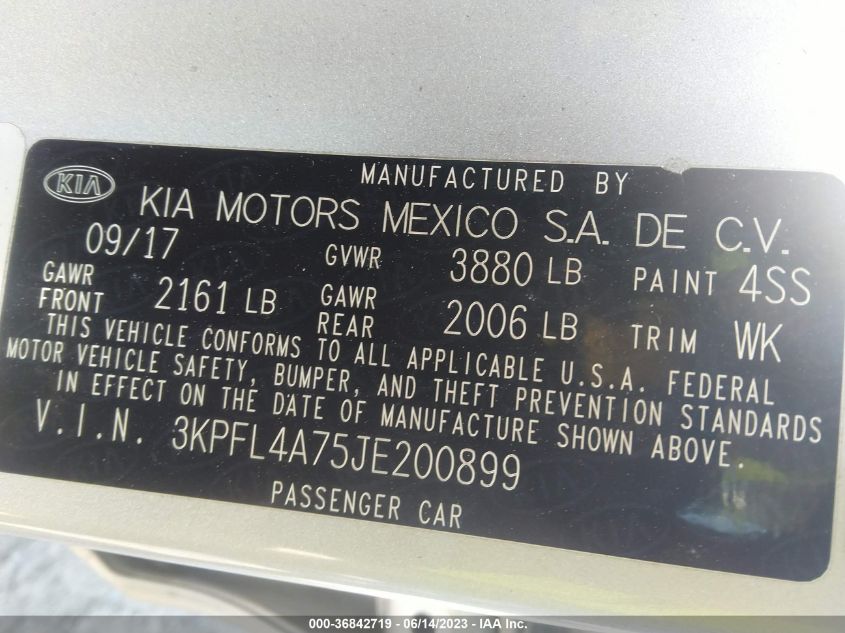 MANUFACTURED BY
KIA KIA MOTORS MEXICO S.A. DE C.V.
09/17 GVWR 3880 LB PAINT 4SS
GAWR FRONT 2161 LB GAWR REAR 2006 LB TRIM WK
THIS VEHICLE CONFORMS TO ALL APPLICABLE U.S.A. FEDERAL
MOTOR VEHICLE SAFETY, BUMPER, AND THEFT PREVENTION STANDARDS
IN EFFECT ON THE DATE OF MANUFACTURE SHOWN ABOVE.
V.I.N. 3KPFL4A75JE200899
PASSENGER CAR
000-36842719 - 06/14/2023 - IAA Inc.